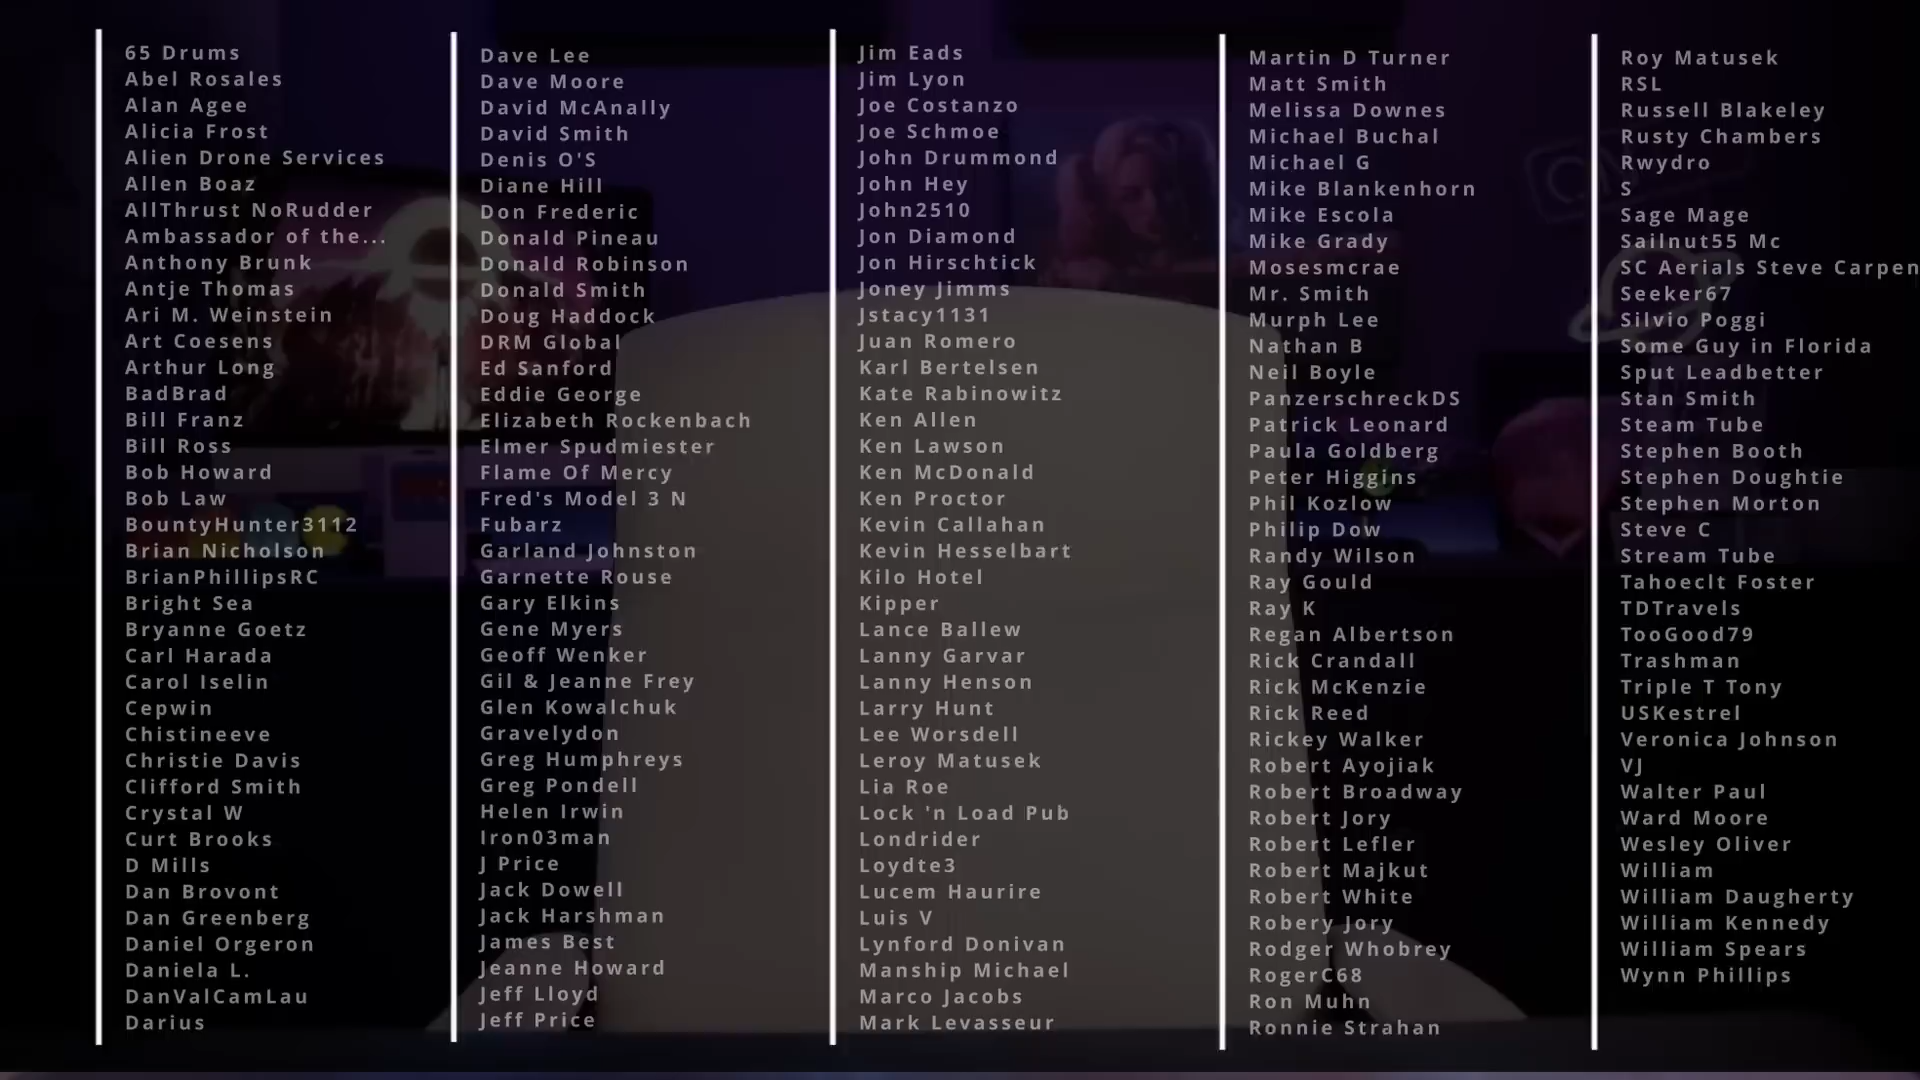 65 Drums
Abel Rosales
Alan Agee
Alicia Frost
Alien Drone Services
Allen Boaz
AllThrust NoRudder
Ambassador of the...
Anthony Brunk
Antje Thomas
Ari M. Weinstein
Art Coesens
Arthur Long
BadBrad
Bill Franz
Bill Ross
Bob Howard
Bob Law
BountyHunter3112
Brian Nicholson
BrianPhillipsRC
Bright Sea
Bryanne Goetz
Carl Harada
Carol Iselin
Cepwin
Chistineeve
Christie Davis
Clifford Smith
Crystal W
Curt Brooks
D Mills
Dan Brovont
Dan Greenberg
Daniel Orgeron
Daniela L.
DanValCamLau
Darius
Dave Lee
Dave Moore
David McAnally
David Smith
Denis O'S
Diane Hill
Don Frederic
Donald Pineau
Donald Robinson
Donald Smith
Doug Haddock
DRM Global
Ed Sanford
Eddie George
Elizabeth Rockenbach
Elmer Spudmiester
Flame Of Mercy
Fred's Model 3 N
Fubarz
Garland Johnston
Garnette Rouse
Gary Elkins
Gene Myers
Geoff Wenker
Gil & Jeanne Frey
Glen Kowalchuk
Gravelydon
Greg Humphreys
Greg Pondell
Helen Irwin
Iron03man
J Price
Jack Dowell
Jack Harshman
James Best
Jeanne Howard
Jeff Lloyd
Jeff Price
Jim Eads
Jim Lyon
Joe Costanzo
Joe Schmoe
John Drummond
John Hey
John2510
Jon Diamond
Jon Hirschtick
Joney Jimms
Jstacy1131
Juan Romero
Karl Bertelsen
Kate Rabinowitz
Ken Allen
Ken Lawson
Ken McDonald
Ken Proctor
Kevin Callahan
Kevin Hesselbart
Kilo Hotel
Kipper
Lance Ballew
Lanny Garvar
Lanny Henson
Larry Hunt
Lee Worsdell
Leroy Matusek
Lia Roe
Lock 'n Load Pub
Londrider
Loydte3
Lucem Haurire
Luis V
Lynford Donivan
Manship Michael
Marco Jacobs
Mark Levasseur
Martin D Turner
Matt Smith
Melissa Downes
Michael Buchal
Michael G
Mike Blankenhorn
Mike Escola
Mike Grady
Mosesmcrae
Mr. Smith
Murph Lee
Nathan B
Neil Boyle
PanzerschreckDS
Patrick Leonard
Paula Goldberg
Peter Higgins
Phil Kozlow
Philip Dow
Randy Wilson
Ray Gould
Ray K
Regan Albertson
Rick Crandall
Rick McKenzie
Rick Reed
Rickey Walker
Robert Ayojiak
Robert Broadway
Robert Jory
Robert Lefler
Robert Majkut
Robert White
Robery Jory
Rodger Whobrey
RogerC68
Ron Muhn
Ronnie Strahan
Roy Matusek
RSL
Russell Blakeley
Rusty Chambers
Rwydro
S
Sage Mage
Sailnut55 Mc
SC Aerials Steve Carpen
Seeker67
Silvio Poggi
Some Guy in Florida
Sput Leadbetter
Stan Smith
Steam Tube
Stephen Booth
Stephen Doughtie
Stephen Morton
Steve C
Stream Tube
Tahoeclt Foster
TDTravels
TooGood79
Trashman
Triple T Tony
USKestrel
Veronica Johnson
VJ
Walter Paul
Ward Moore
Wesley Oliver
William
William Daugherty
William Kennedy
William Spears
Wynn Phillips